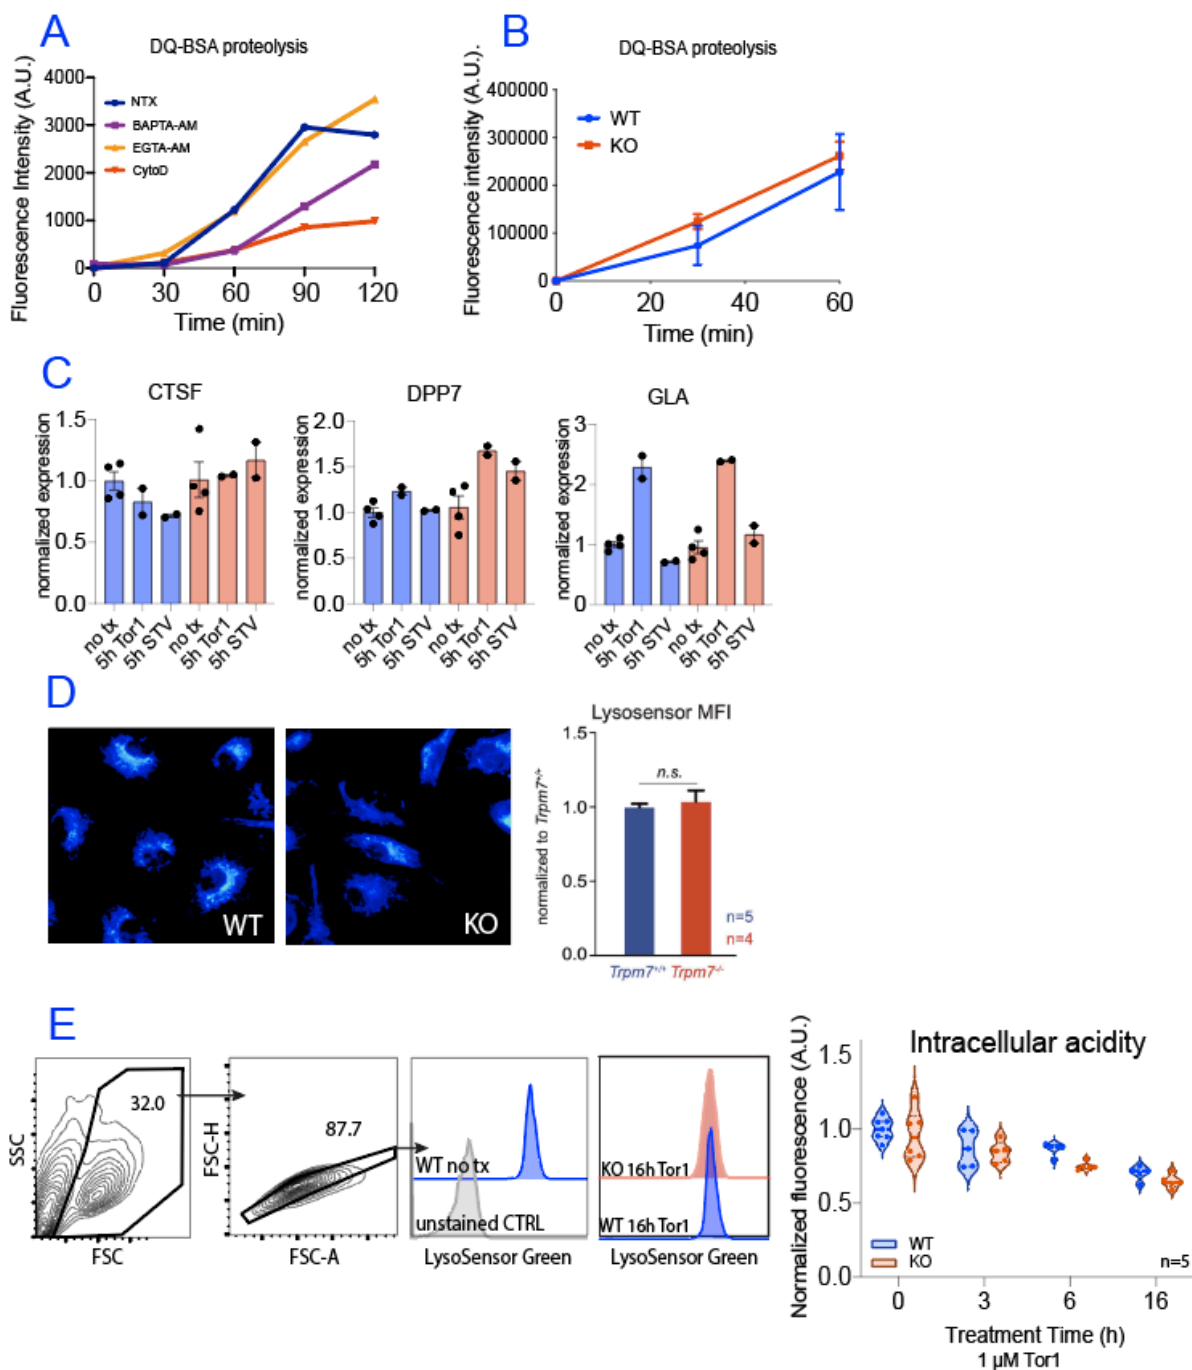 A
DQ-BSA proteolysis
Fluorescence Intensity (A.U.)
4000
3000
2000
1000
0
NTX
BAPTA-AM
EGTA-AM
CytoD
0 30 60 90 120
Time (min)
B
DQ-BSA proteolysis
Fluorescence intensity (A.U.).
400000
300000
200000
100000
0
WT
KO
0 20 40 60
Time (min)
C
CTSF
normalized expression
1.5
1.0
0.5
0.0
no tx
5h Tor1
5h STV
no tx
5h Tor1
5h STV
DPP7
normalized expression
2.0
1.5
1.0
0.5
0.0
no tx
5h Tor1
5h STV
no tx
5h Tor1
5h STV
GLA
normalized expression
3
2
1
0
no tx
5h Tor1
5h STV
no tx
5h Tor1
5h STV
D
WT
KO
Lysosensor MFI
normalized to Trpm7+/+
1.5
1.0
0.5
0.0
n.s.
n=5
n=4
Trpm7+/+ Trpm7-/-
E
SSC
32.0
FSC
FSC-H
87.7
FSC-A
WT no tx
unstained CTRL
LysoSensor Green
KO 16h Tor1
WT 16h Tor1
LysoSensor Green
Intracellular acidity
Normalized fluorescence (A.U.)
1.5
1.0
0.5
0.0
WT
KO
n=5
0 3 6 16
Treatment Time (h)
1 µM Tor1